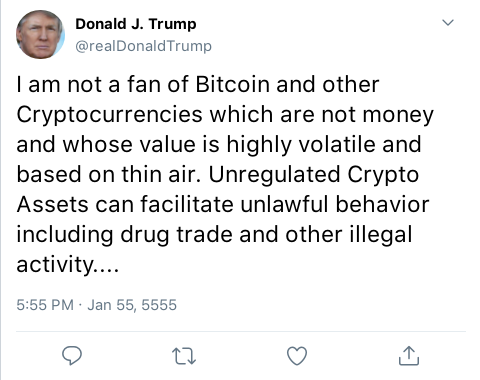 Donald J. Trump
@realDonaldTrump
I am not a fan of Bitcoin and other
Cryptocurrencies which are not money
and whose value is highly volatile and
based on thin air. Unregulated Crypto
Assets can facilitate unlawful behavior
including drug trade and other illegal
activity....
5:55 PM · Jan 55, 5555